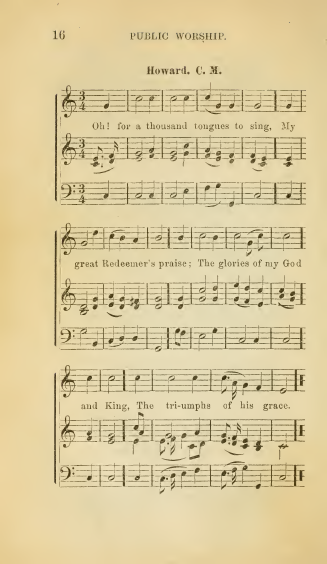 16 PUBLIC WORSHIP.
Howard. C. M.
Oh! for a thousand tongues to sing, My
great Redeemer's praise; The glories of my God
and King, The tri-umphs of his grace.